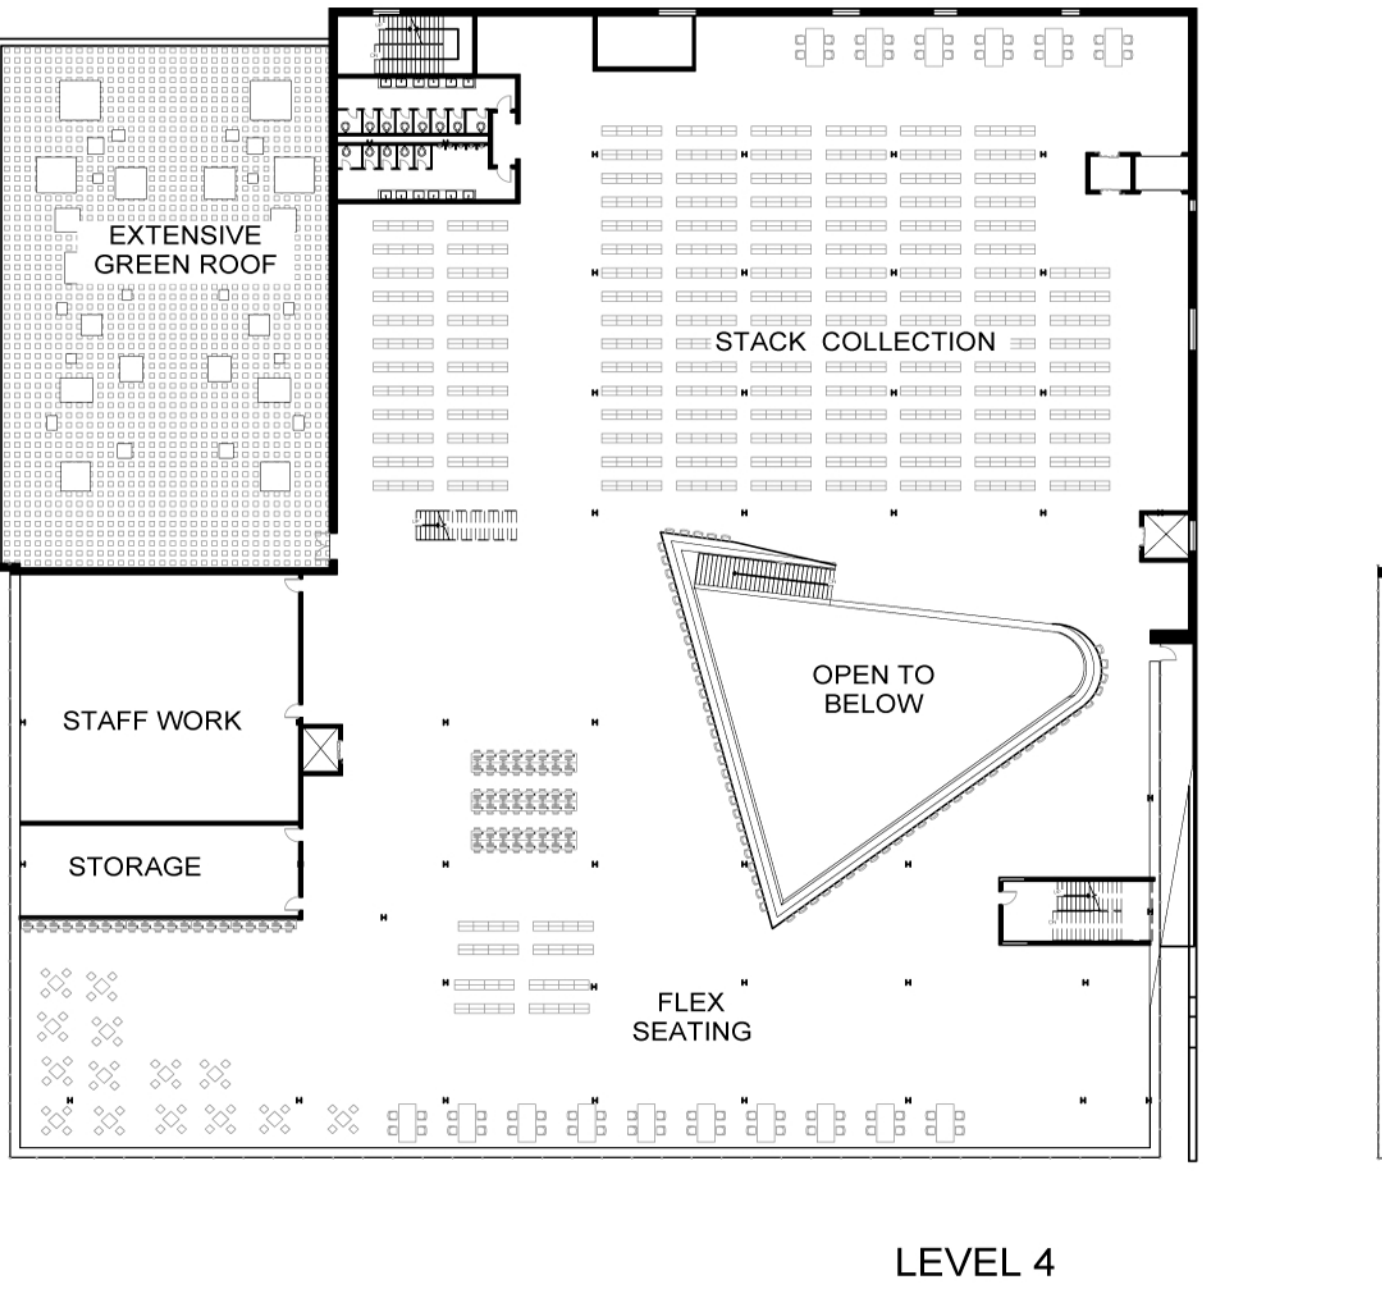 EXTENSIVE
GREEN ROOF
STACK COLLECTION
OPEN TO
BELOW
STAFF WORK
STORAGE
FLEX
SEATING
LEVEL 4